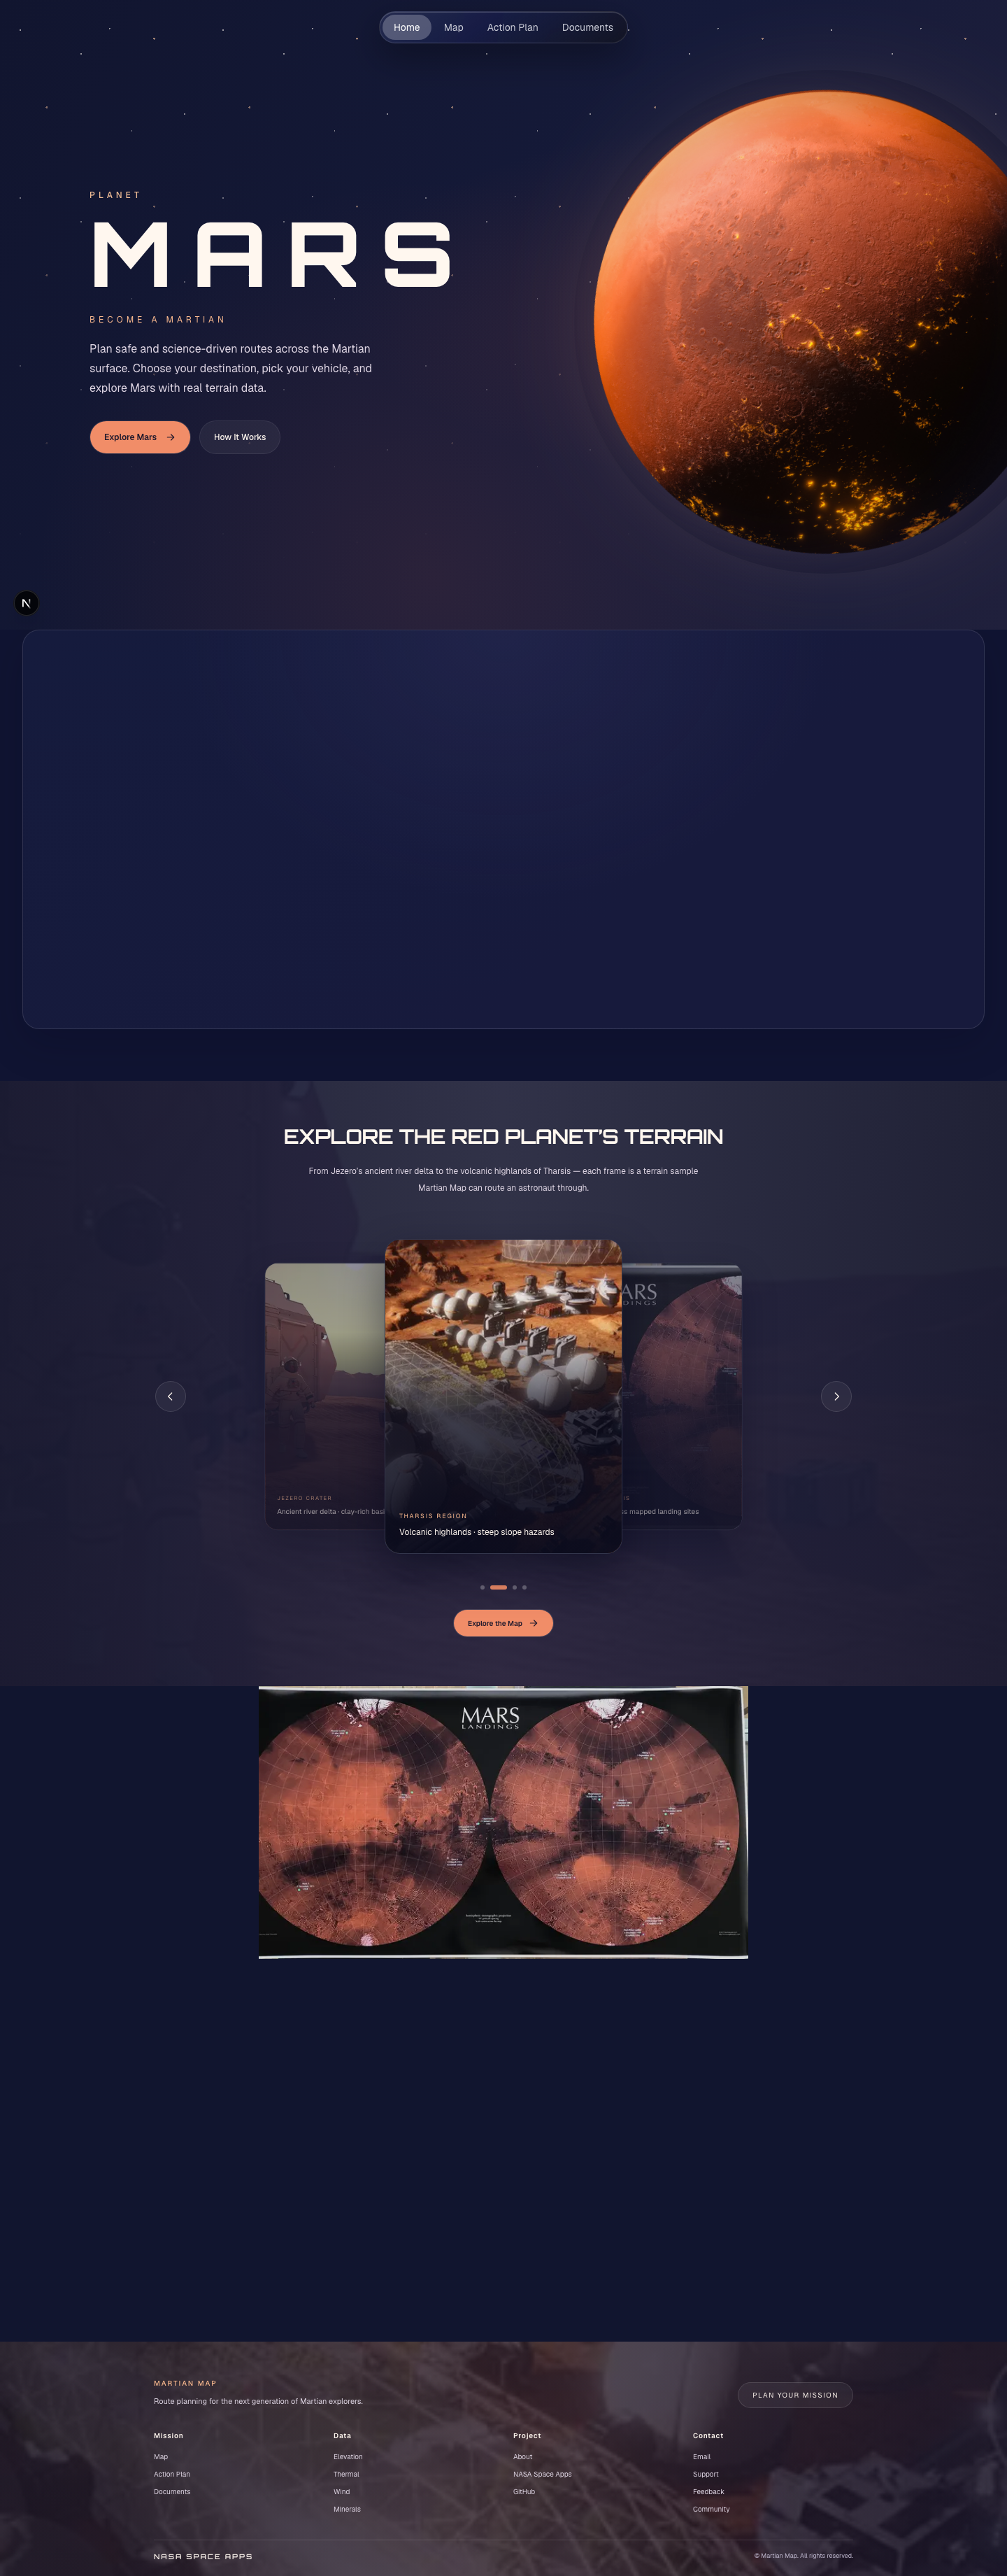 Home Map Action Plan Documents
PLANET
MARS
BECOME A MARTIAN
Plan safe and science-driven routes across the Martian
surface. Choose your destination, pick your vehicle, and
explore Mars with real terrain data.
Explore Mars → How It Works
N
EXPLORE THE RED PLANET'S TERRAIN
From Jezero's ancient river delta to the volcanic highlands of Tharsis — each frame is a terrain sample
Martian Map can route an astronaut through.
ARS
DINGS
JEZERO CRATER
Ancient river delta · clay-rich basi
THARSIS REGION
Volcanic highlands · steep slope hazards
mapped landing sites
Explore the Map →
MARS
LANDINGS
MARTIAN MAP
Route planning for the next generation of Martian explorers.
PLAN YOUR MISSION
Mission Data Project Contact
Map Elevation About Email
Action Plan Thermal NASA Space Apps Support
Documents Wind GitHub Feedback
Minerals Community
NASA SPACE APPS
© Martian Map. All rights reserved.